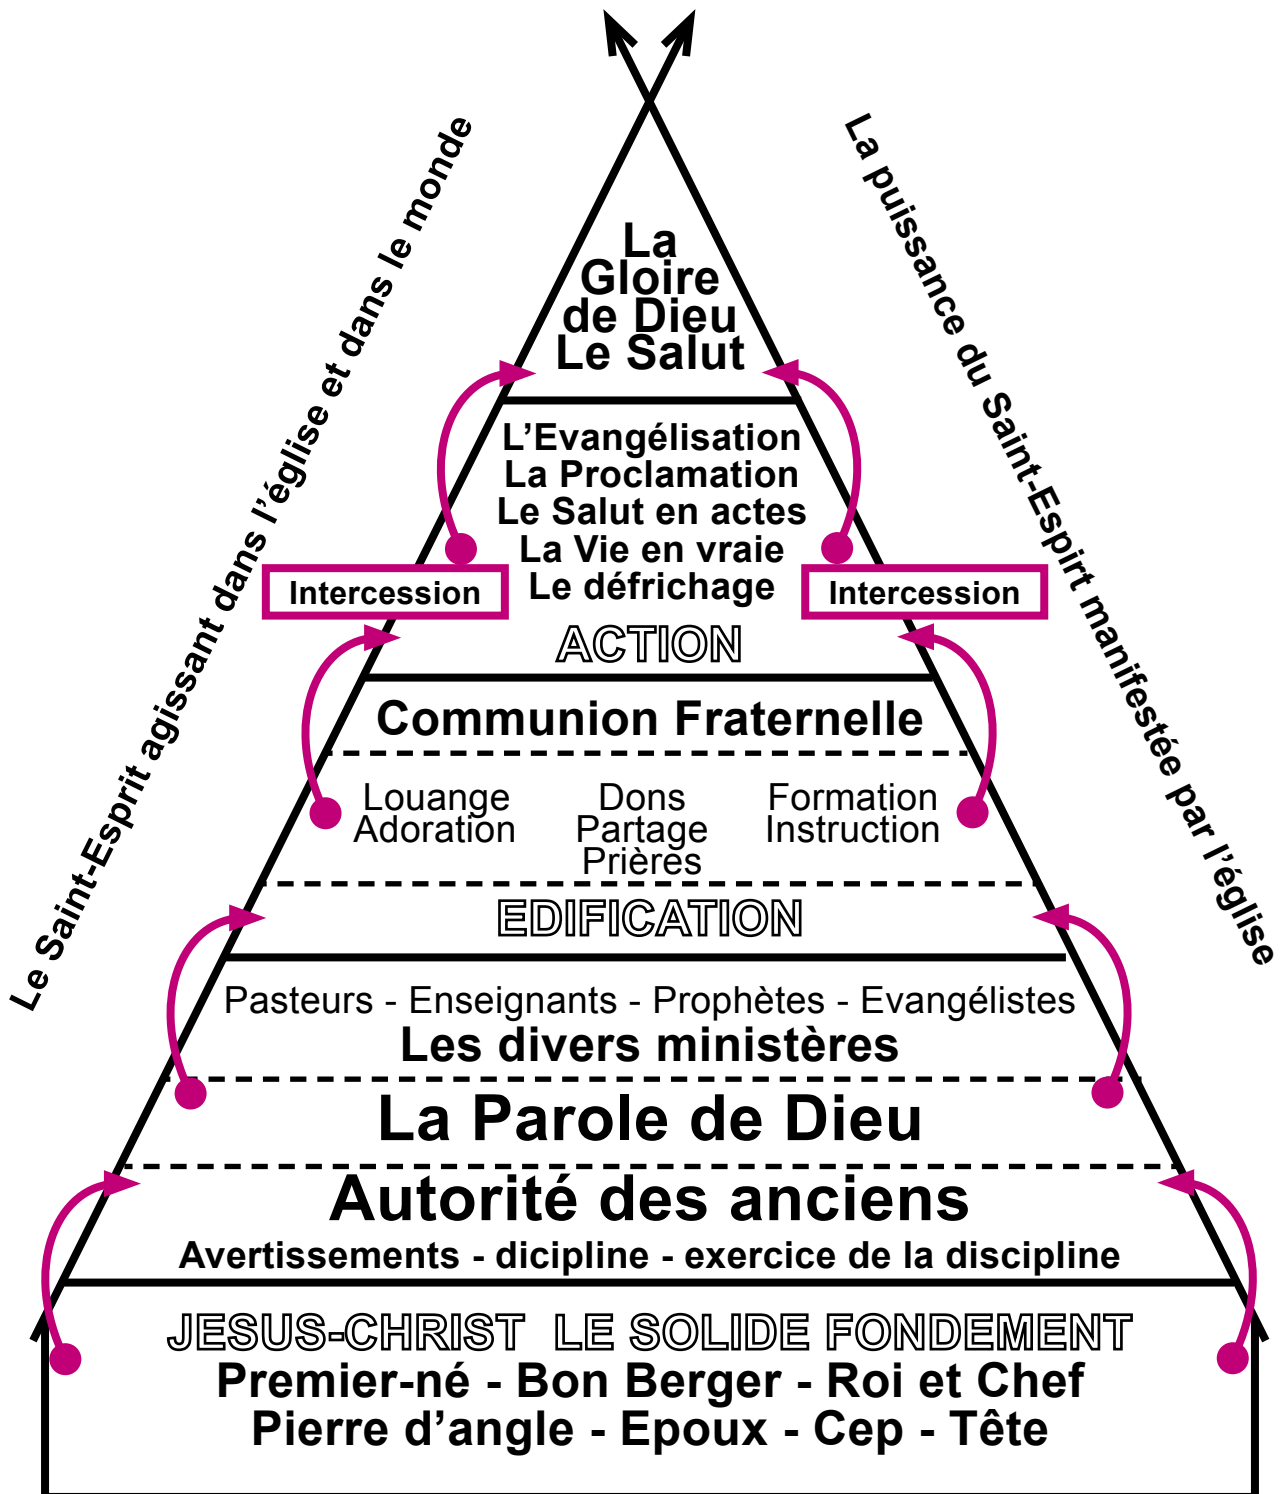 Le Saint-Esprit agissant dans l'église et dans le monde
La puissance du Saint-Espirt manifestée par l'église
La
Gloire
de Dieu
Le Salut
L'Evangélisation
La Proclamation
Le Salut en actes
La Vie en vraie
Le défrichage
Intercession
Intercession
ACTION
Communion Fraternelle
Louange Dons Formation
Adoration Partage Instruction
Prières
EDIFICATION
Pasteurs - Enseignants - Prophètes - Evangélistes
Les divers ministères
La Parole de Dieu
Autorité des anciens
Avertissements - dicipline - exercice de la discipline
JESUS-CHRIST LE SOLIDE FONDEMENT
Premier-né - Bon Berger - Roi et Chef
Pierre d'angle - Epoux - Cep - Tête